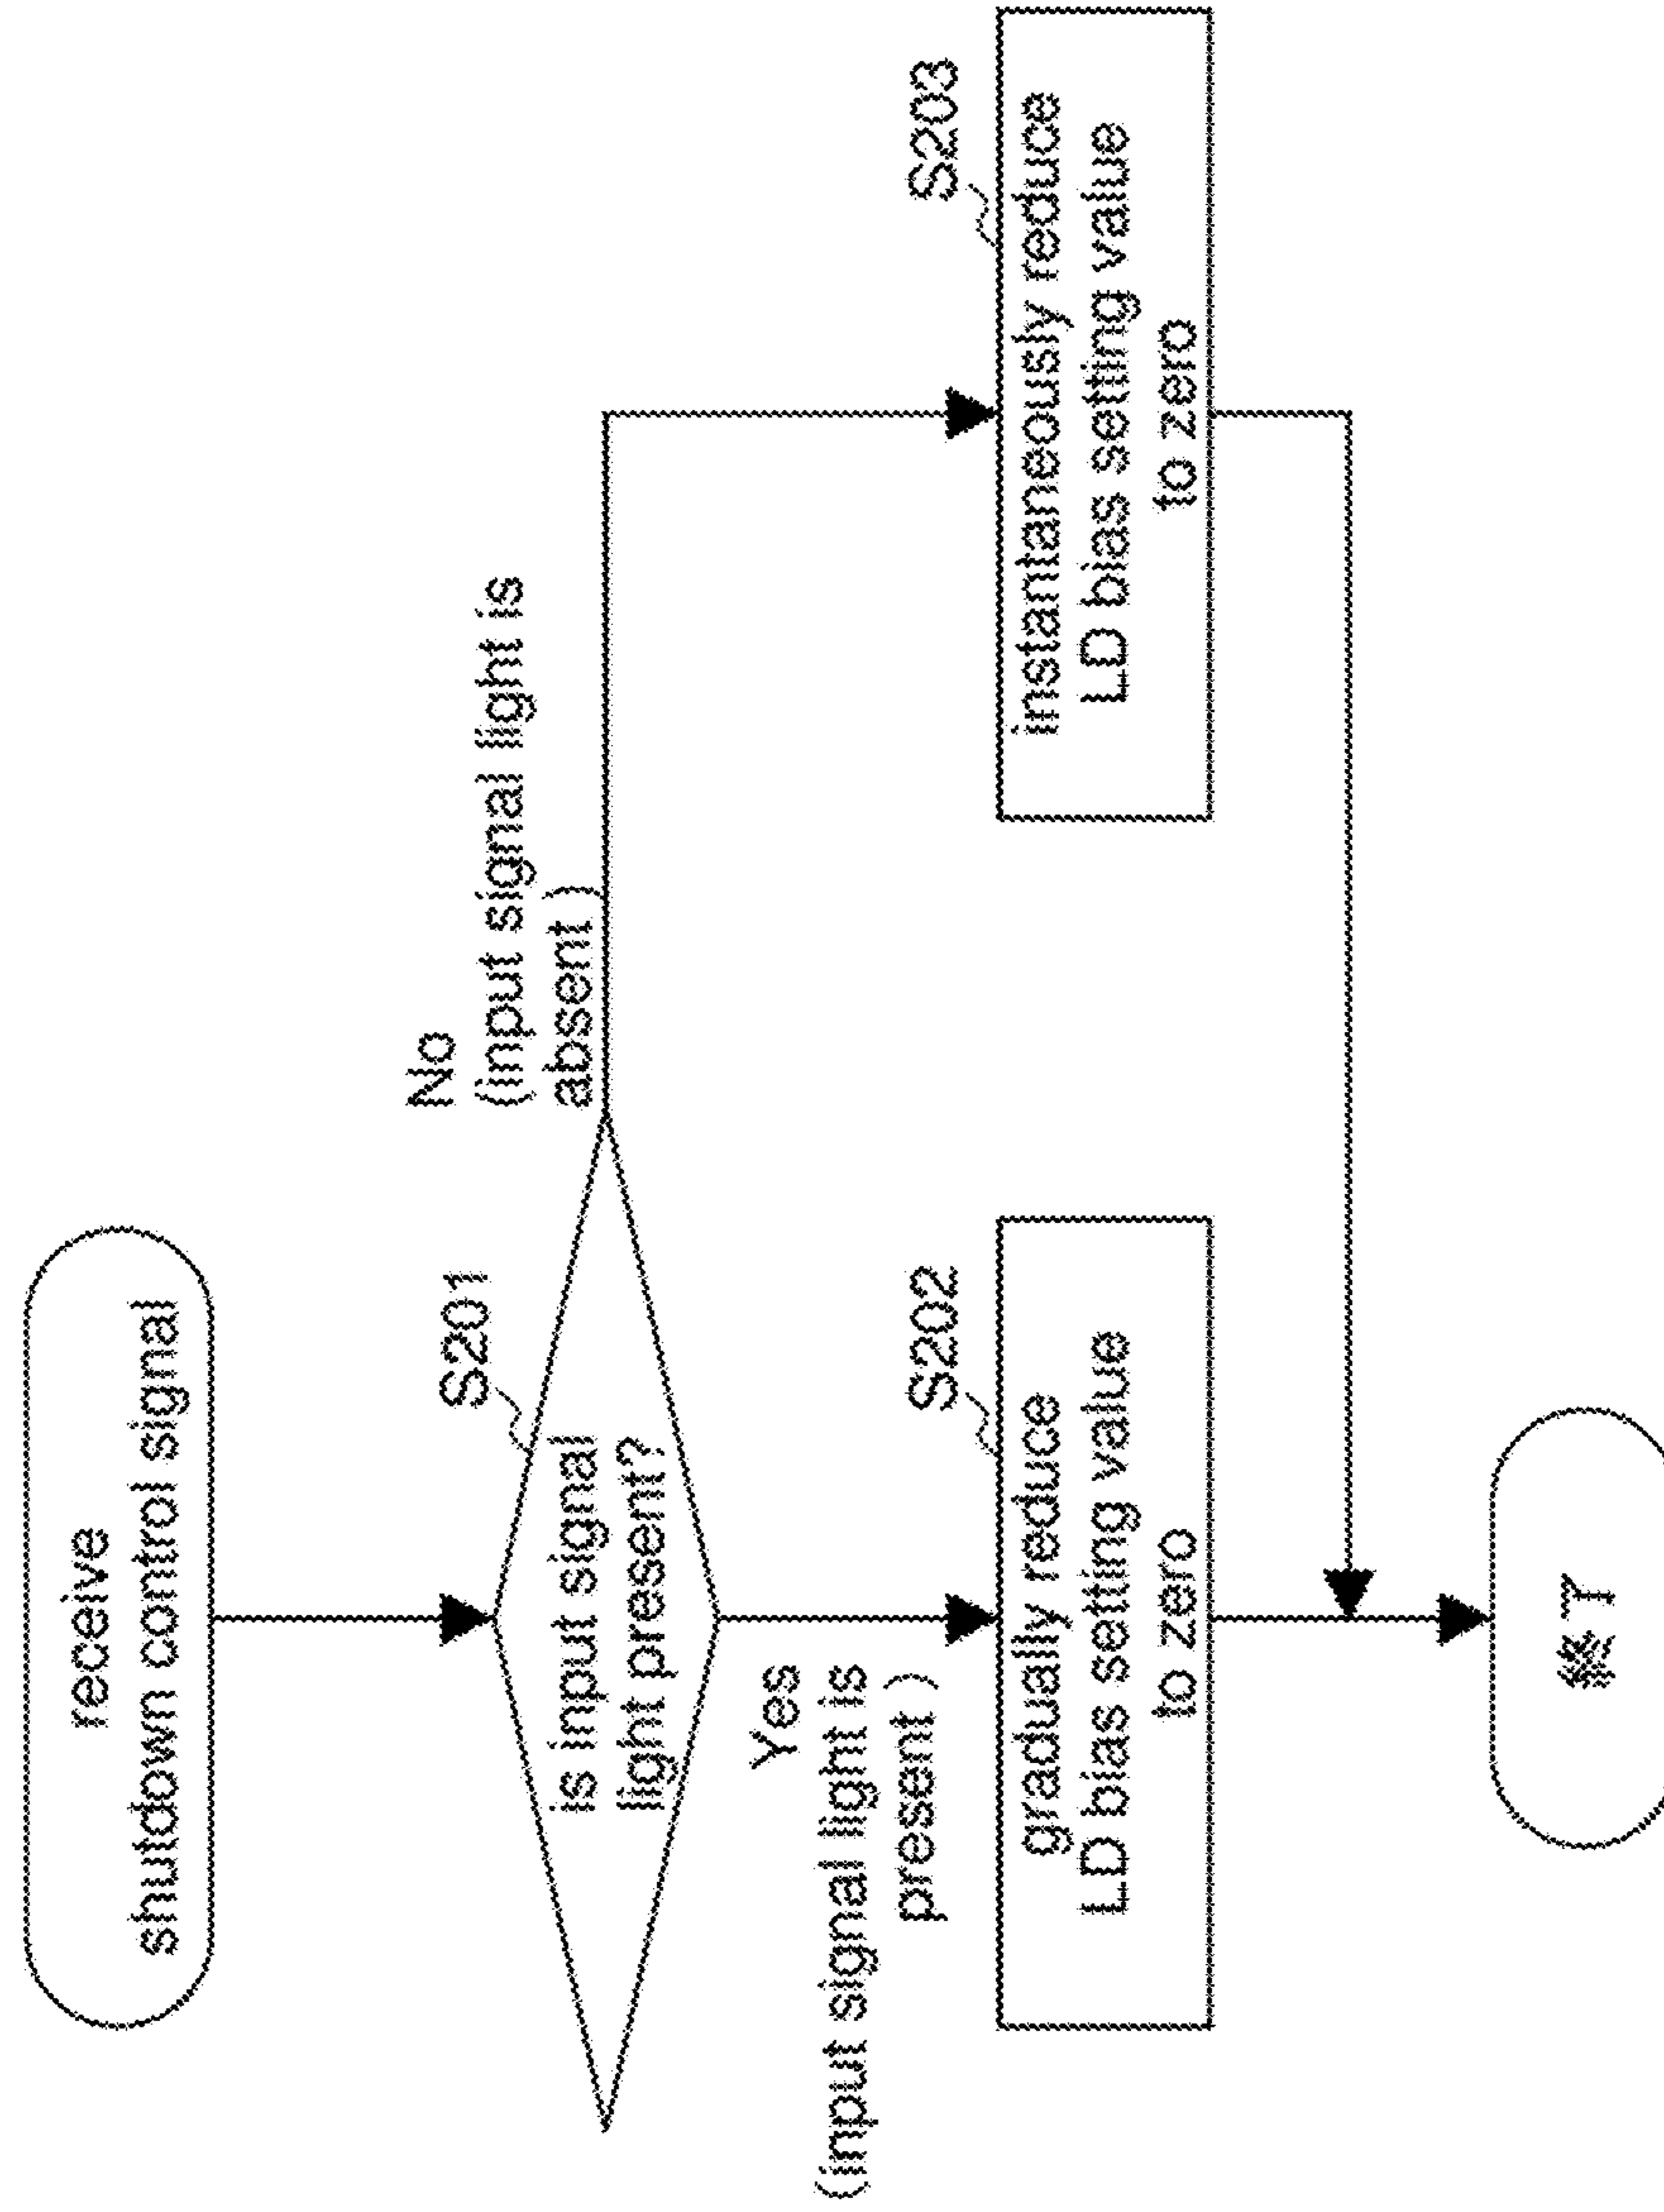 receive
shutdown control signal
S201
is input signal
light present?
No
(input signal light is
absent )
Yes
(input signal light is
present )
S202
gradually reduce
LD bias setting value
to zero
S203
instantaneously reduce
LD bias setting value
to zero
終了